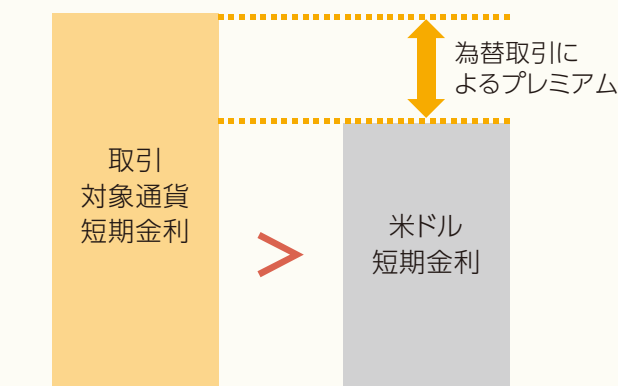 為替取引に
よるプレミアム
取引
対象通貨
短期金利
>
米ドル
短期金利